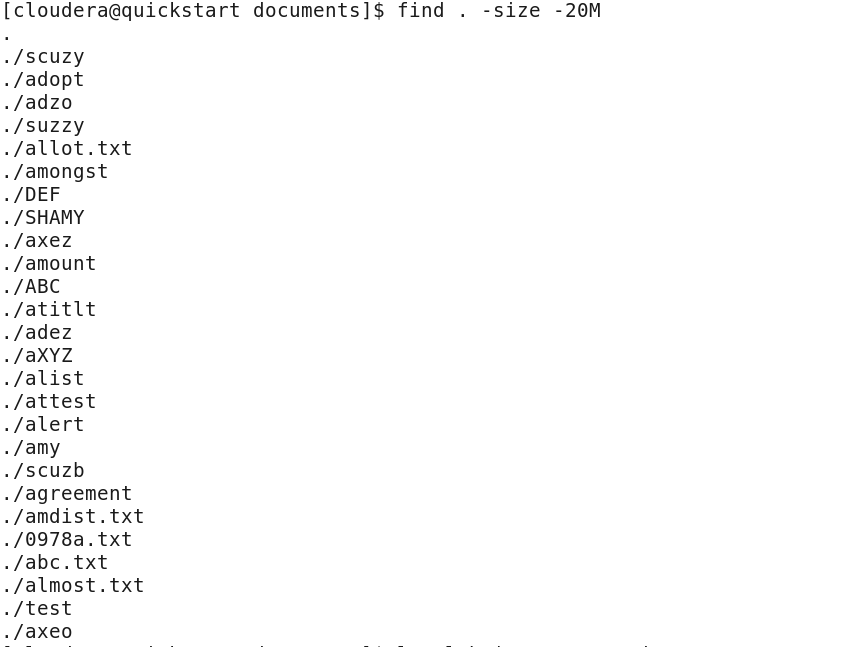 [cloudera@quickstart documents]$ find . -size -20M
.
./scuzy
./adopt
./adzo
./suzzy
./allot.txt
./amongst
./DEF
./SHAMY
./axez
./amount
./ABC
./atitlt
./adez
./aXYZ
./alist
./attest
./alert
./amy
./scuzb
./agreement
./amdist.txt
./0978a.txt
./abc.txt
./almost.txt
./test
./axeo